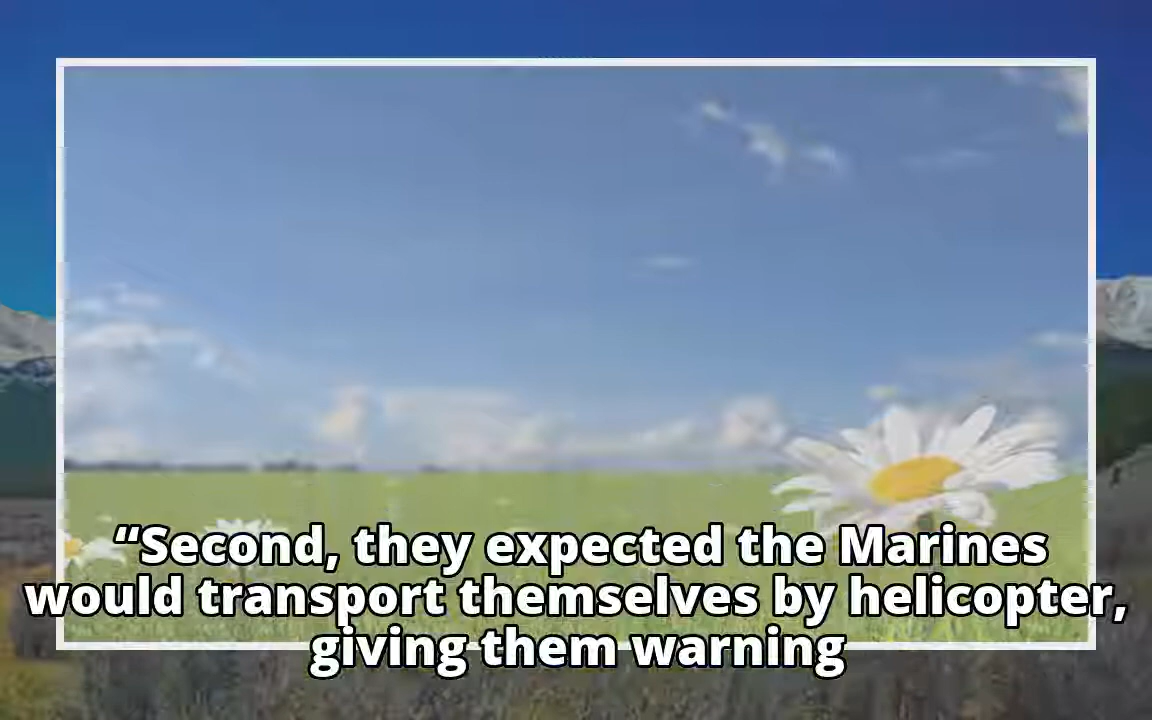 “Second, they expected the Marines
would transport themselves by helicopter,
giving them warning